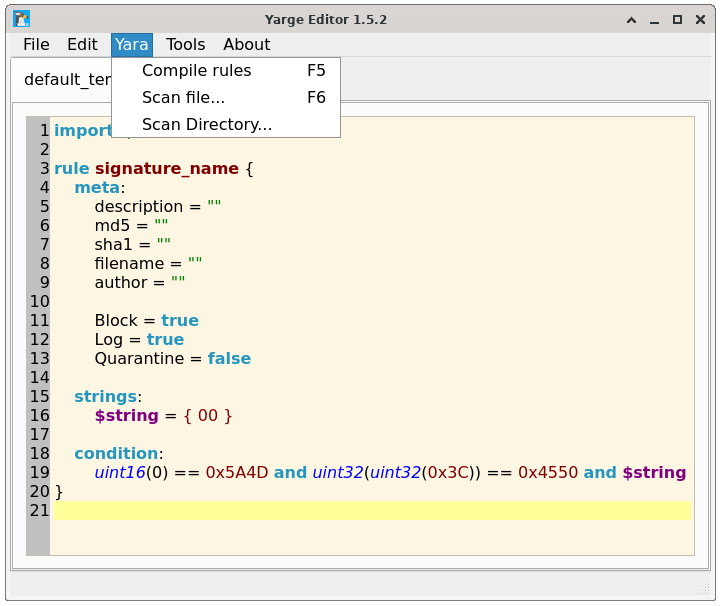 Yarge Editor 1.5.2
File Edit Yara Tools About
Compile rules F5
Scan file... F6
Scan Directory...
1 import
2
3 rule signature_name {
4 meta:
5 description = ""
6 md5 = ""
7 sha1 = ""
8 filename = ""
9 author = ""
10
11 Block = true
12 Log = true
13 Quarantine = false
14
15 strings:
16 $string = { 00 }
17
18 condition:
19 uint16(0) == 0x5A4D and uint32(uint32(0x3C)) == 0x4550 and $string
20 }
21